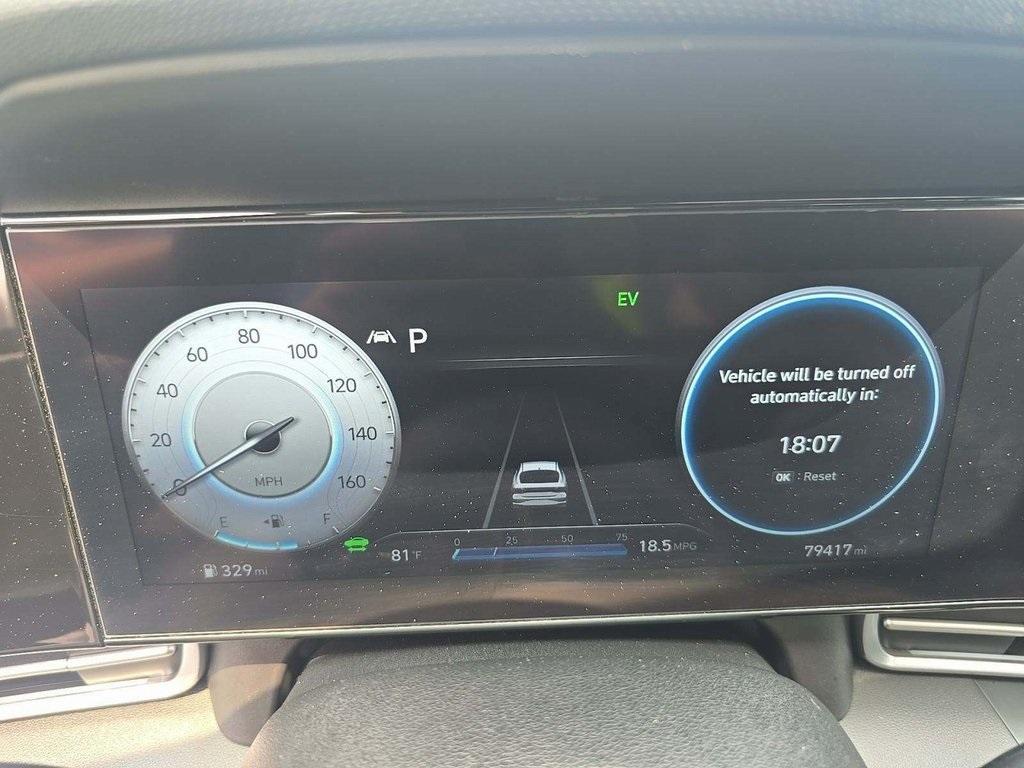 EV
P
0
20
40
60
80
100
120
140
160
MPH
E
F
329 mi
81°F
0 25 50 75
18.5 MPG
Vehicle will be turned off
automatically in:
18:07
OK : Reset
79417 mi